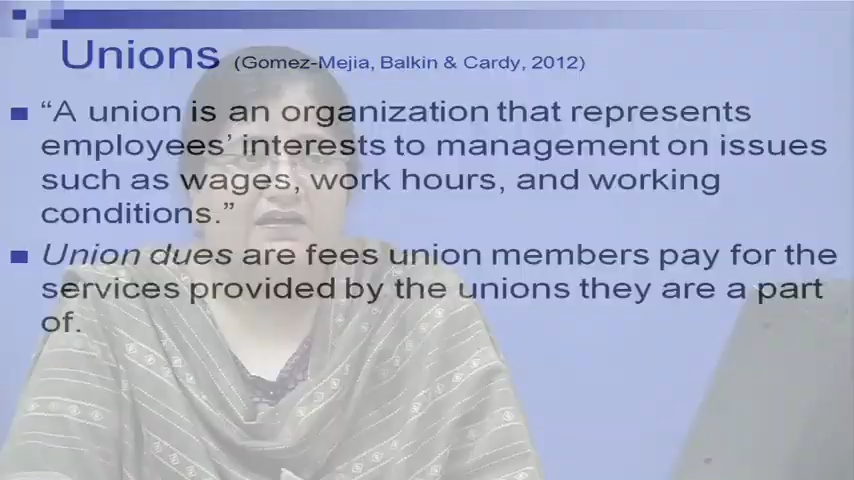 Unions (Gomez-Mejia, Balkin & Cardy, 2012)
“A union is an organization that represents
employees’ interests to management on issues
such as wages, work hours, and working
conditions.”
Union dues are fees union members pay for the
services provided by the unions they are a part
of.